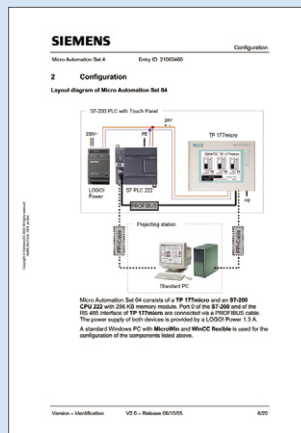 SIEMENS
Configuration
Micro Automation Set 4
Entry ID: 21063460
2 Configuration
Layout diagram of Micro Automation Set 04
S7-200 PLC with Touch Panel
24V
230V~
PE
TP 177micro
LOGO!
Power
S7 PLC 222
PE
PROFIBUS
Projecting station
PPI-Cable
PPI-Cable
Standard PC
Micro Automation Set 04 consists of a TP 177micro and an S7-200
CPU 222 with 256 KB memory module. Port 0 of the S7-200 and of the
RS 485 interface of TP 177micro are connected via a PROFIBUS cable.
The power supply of both devices is provided by a LOGO! Power 1.3 A.
A standard Windows PC with MicroWin and WinCC flexible is used for the
configuration of the components listed above.
V2.0 – Release 08/15/05
6/20